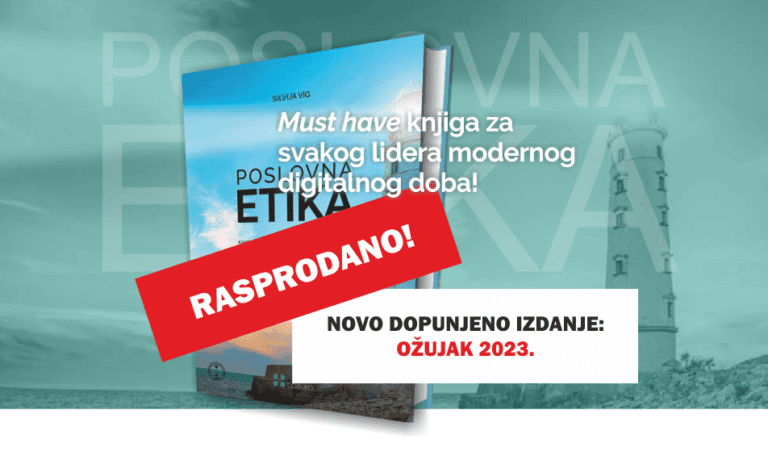 POSLOVNA
ETIKA
SILVIJA VIG
Must have knjiga za
svakog lidera modernog
digitalnog doba!
POSLOVNA
ETIKA
RASPRODANO!
NOVO DOPUNJENO IZDANJE:
OŽUJAK 2023.